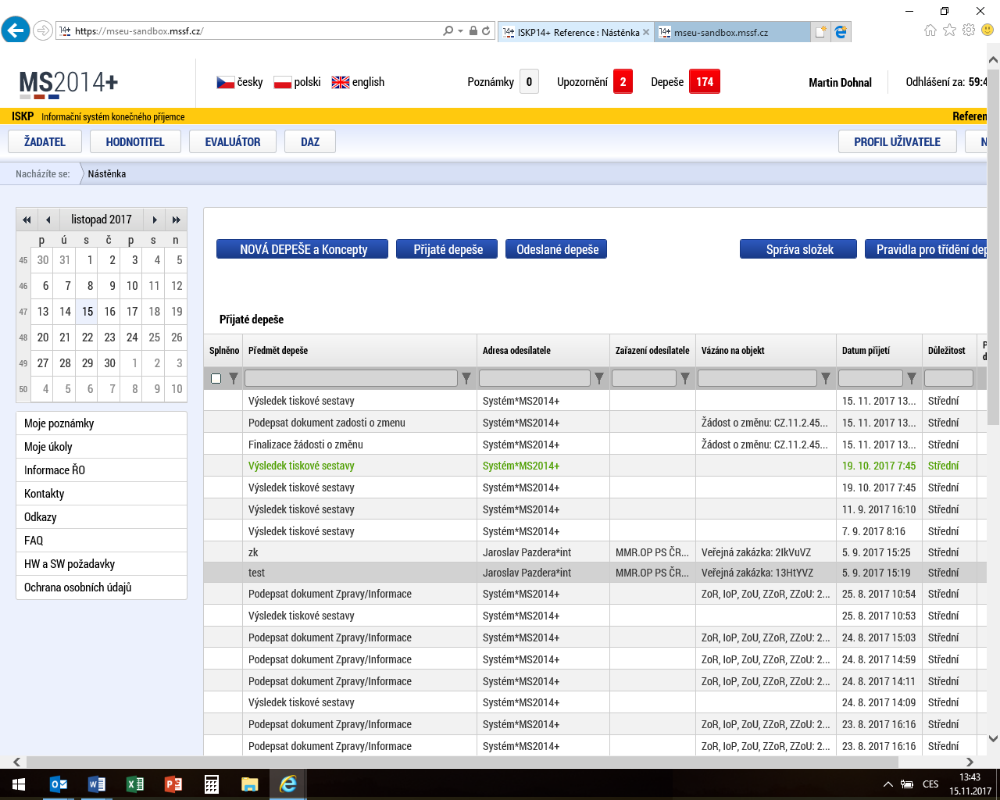 https://mseu-sandbox.mssf.cz/
14+ ISKP14+ Reference : Nástěnka
14+ mseu-sandbox.mssf.cz
MS2014+
česky polski english
Poznámky 0 Upozornění 2 Depeše 174
Martin Dohnal
Odhlášení za: 59:4
ISKP Informační systém konečného příjemce
Referen
ŽADATEL HODNOTITEL EVALUÁTOR DAZ PROFIL UŽIVATELE N
Nacházíte se: Nástěnka
listopad 2017
p ú s č p s n
45 30 31 1 2 3 4 5
46 6 7 8 9 10 11 12
47 13 14 15 16 17 18 19
48 20 21 22 23 24 25 26
49 27 28 29 30 1 2 3
50 4 5 6 7 8 9 10
Moje poznámky
Moje úkoly
Informace ŘO
Kontakty
Odkazy
FAQ
HW a SW požadavky
Ochrana osobních údajů
NOVÁ DEPEŠE a Koncepty Přijaté depeše Odeslané depeše Správa složek Pravidla pro třídění dep
Přijaté depeše
Splněno Předmět depeše Adresa odesílatele Zařazení odesílatele Vázáno na objekt Datum přijetí Důležitost P
d
Výsledek tiskové sestavy Systém*MS2014+ 15. 11. 2017 13... Střední
Podepsat dokument zadosti o zmenu Systém*MS2014+ Žádost o změnu: CZ.11.2.45... 15. 11. 2017 13... Střední
Finalizace žádosti o změnu Systém*MS2014+ Žádost o změnu: CZ.11.2.45... 15. 11. 2017 13... Střední
Výsledek tiskové sestavy Systém*MS2014+ 19. 10. 2017 7:45 Střední
Výsledek tiskové sestavy Systém*MS2014+ 19. 10. 2017 7:45 Střední
Výsledek tiskové sestavy Systém*MS2014+ 11. 9. 2017 16:10 Střední
Výsledek tiskové sestavy Systém*MS2014+ 7. 9. 2017 8:16 Střední
zk Jaroslav Pazdera*int MMR.OP PS ČR... Veřejná zakázka: 2IkVuVZ 5. 9. 2017 15:25 Střední
test Jaroslav Pazdera*int MMR.OP PS ČR... Veřejná zakázka: 13HtYVZ 5. 9. 2017 15:19 Střední
Podepsat dokument Zpravy/Informace Systém*MS2014+ ZoR, IoP, ZoU, ZZoR, ZZoU: 2... 25. 8. 2017 10:54 Střední
Výsledek tiskové sestavy Systém*MS2014+ 25. 8. 2017 10:53 Střední
Podepsat dokument Zpravy/Informace Systém*MS2014+ ZoR, IoP, ZoU, ZZoR, ZZoU: 2... 24. 8. 2017 15:03 Střední
Podepsat dokument Zpravy/Informace Systém*MS2014+ ZoR, IoP, ZoU, ZZoR, ZZoU: 2... 24. 8. 2017 14:59 Střední
Podepsat dokument Zpravy/Informace Systém*MS2014+ ZoR, IoP, ZoU, ZZoR, ZZoU: 2... 24. 8. 2017 14:11 Střední
Výsledek tiskové sestavy Systém*MS2014+ 24. 8. 2017 14:09 Střední
Podepsat dokument Zpravy/Informace Systém*MS2014+ ZoR, IoP, ZoU, ZZoR, ZZoU: 2... 23. 8. 2017 16:16 Střední
Podepsat dokument Zpravy/Informace Systém*MS2014+ ZoR, IoP, ZoU, ZZoR, ZZoU: 2... 23. 8. 2017 16:16 Střední
CES
13:43
15.11.2017